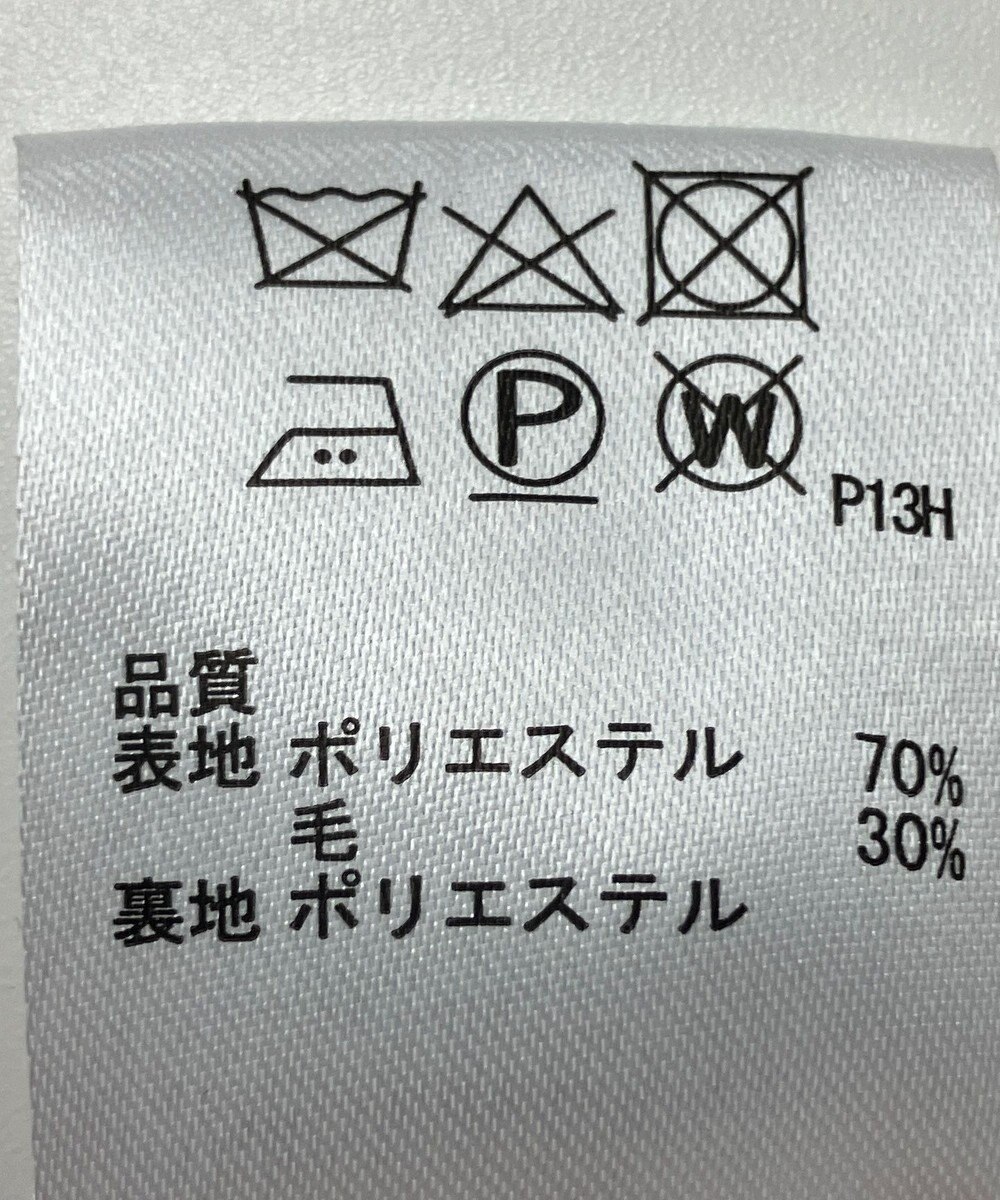 P
W
P13H
品質
表地 ポリエステル 70%
毛 30%
裏地 ポリエステル